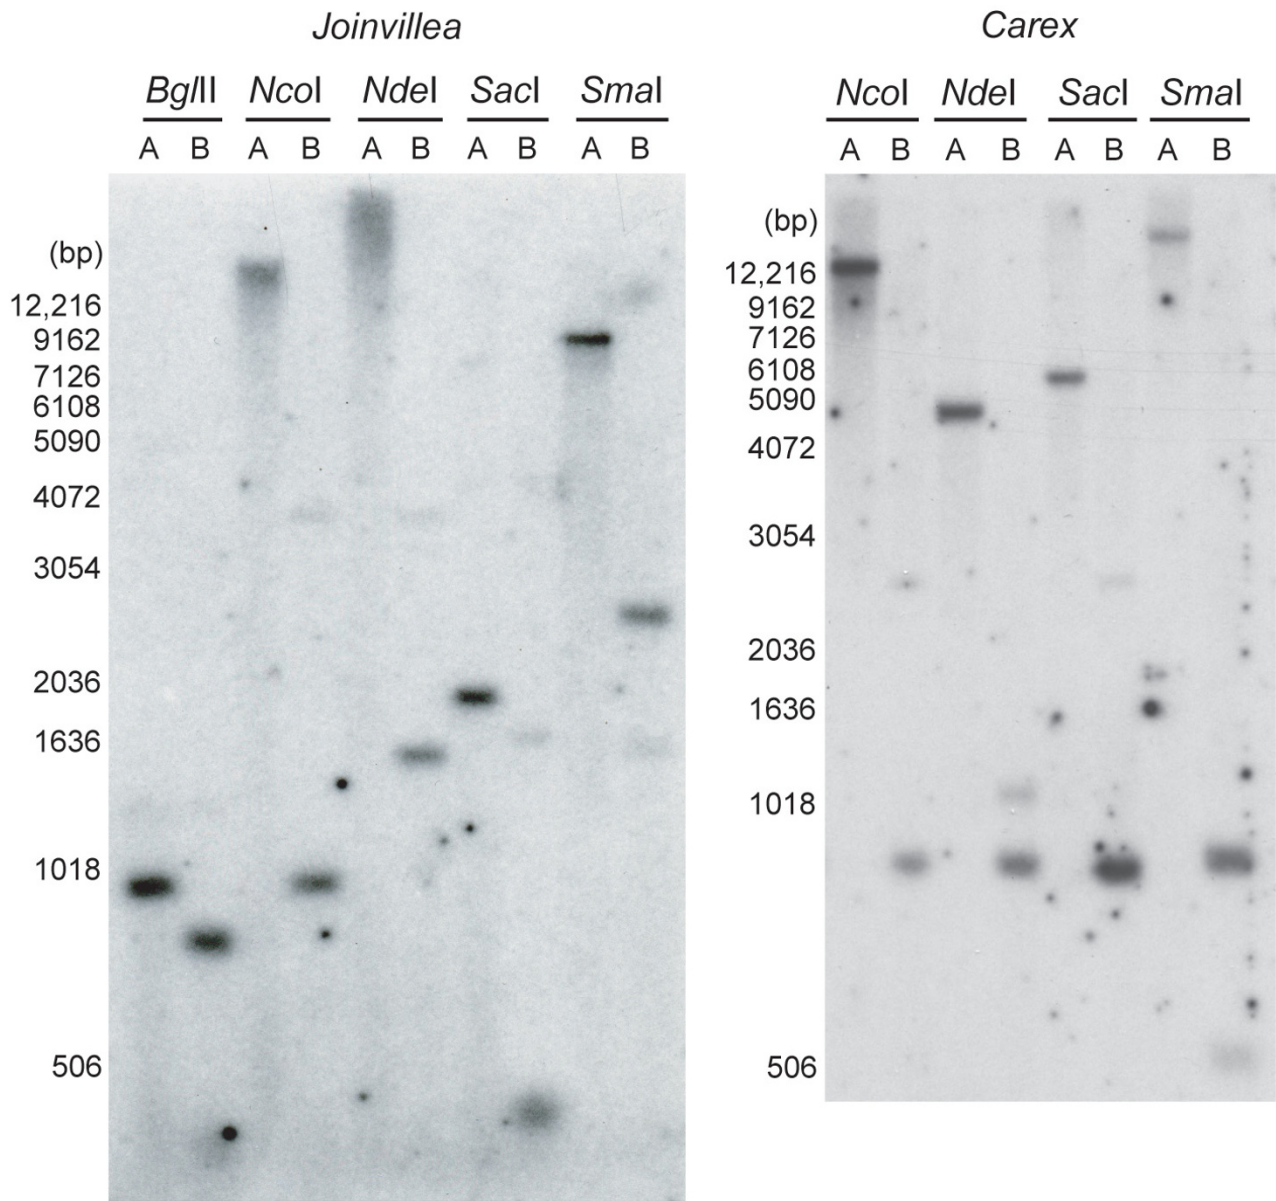 Joinvillea
BglII NcoI NdeI SacI SmaI
A B A B A B A B A B
(bp)
12,216
9162
7126
6108
5090
4072
3054
2036
1636
1018
506
Carex
NcoI NdeI SacI SmaI
A B A B A B A B
(bp)
12,216
9162
7126
6108
5090
4072
3054
2036
1636
1018
506